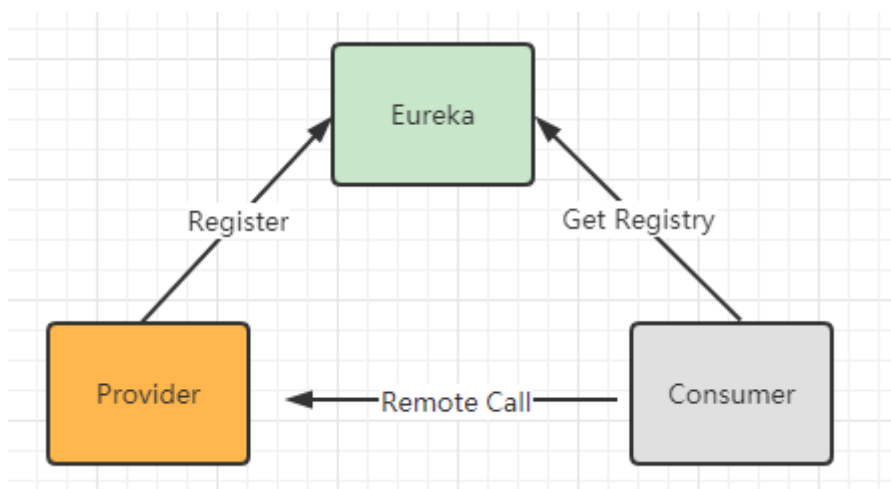 Eureka
Register
Get Registry
Provider
Remote Call
Consumer